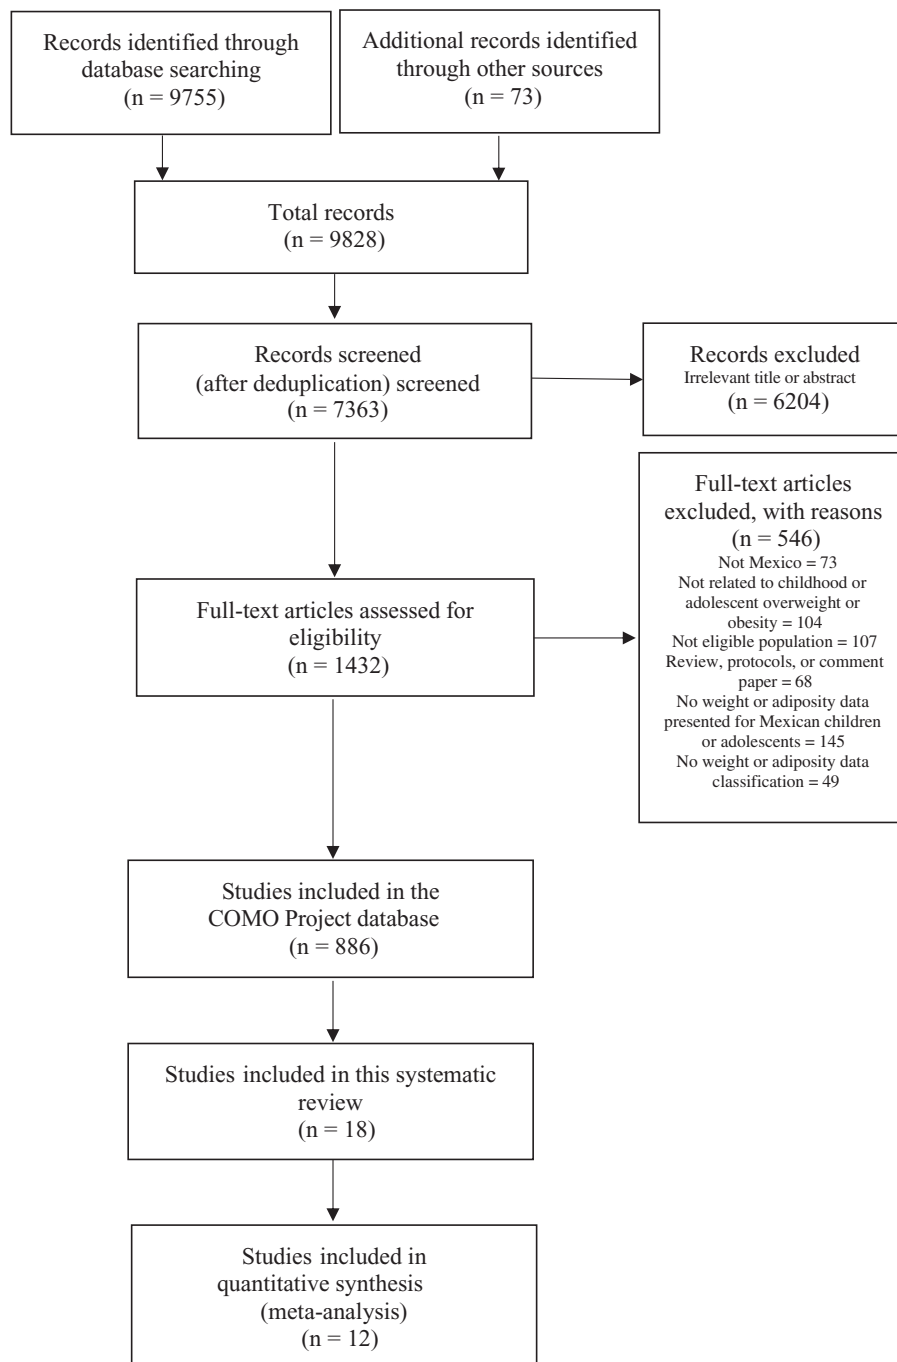 Records identified through
database searching
(n = 9755)
Additional records identified
through other sources
(n = 73)
Total records
(n = 9828)
Records screened
(after deduplication) screened
(n = 7363)
Records excluded
Irrelevant title or abstract
(n = 6204)
Full-text articles assessed for
eligibility
(n = 1432)
Full-text articles
excluded, with reasons
(n = 546)
Not Mexico = 73
Not related to childhood or
adolescent overweight or
obesity = 104
Not eligible population = 107
Review, protocols, or comment
paper = 68
No weight or adiposity data
presented for Mexican children
or adolescents = 145
No weight or adiposity data
classification = 49
Studies included in the
COMO Project database
(n = 886)
Studies included in this systematic
review
(n = 18)
Studies included in
quantitative synthesis
(meta-analysis)
(n = 12)